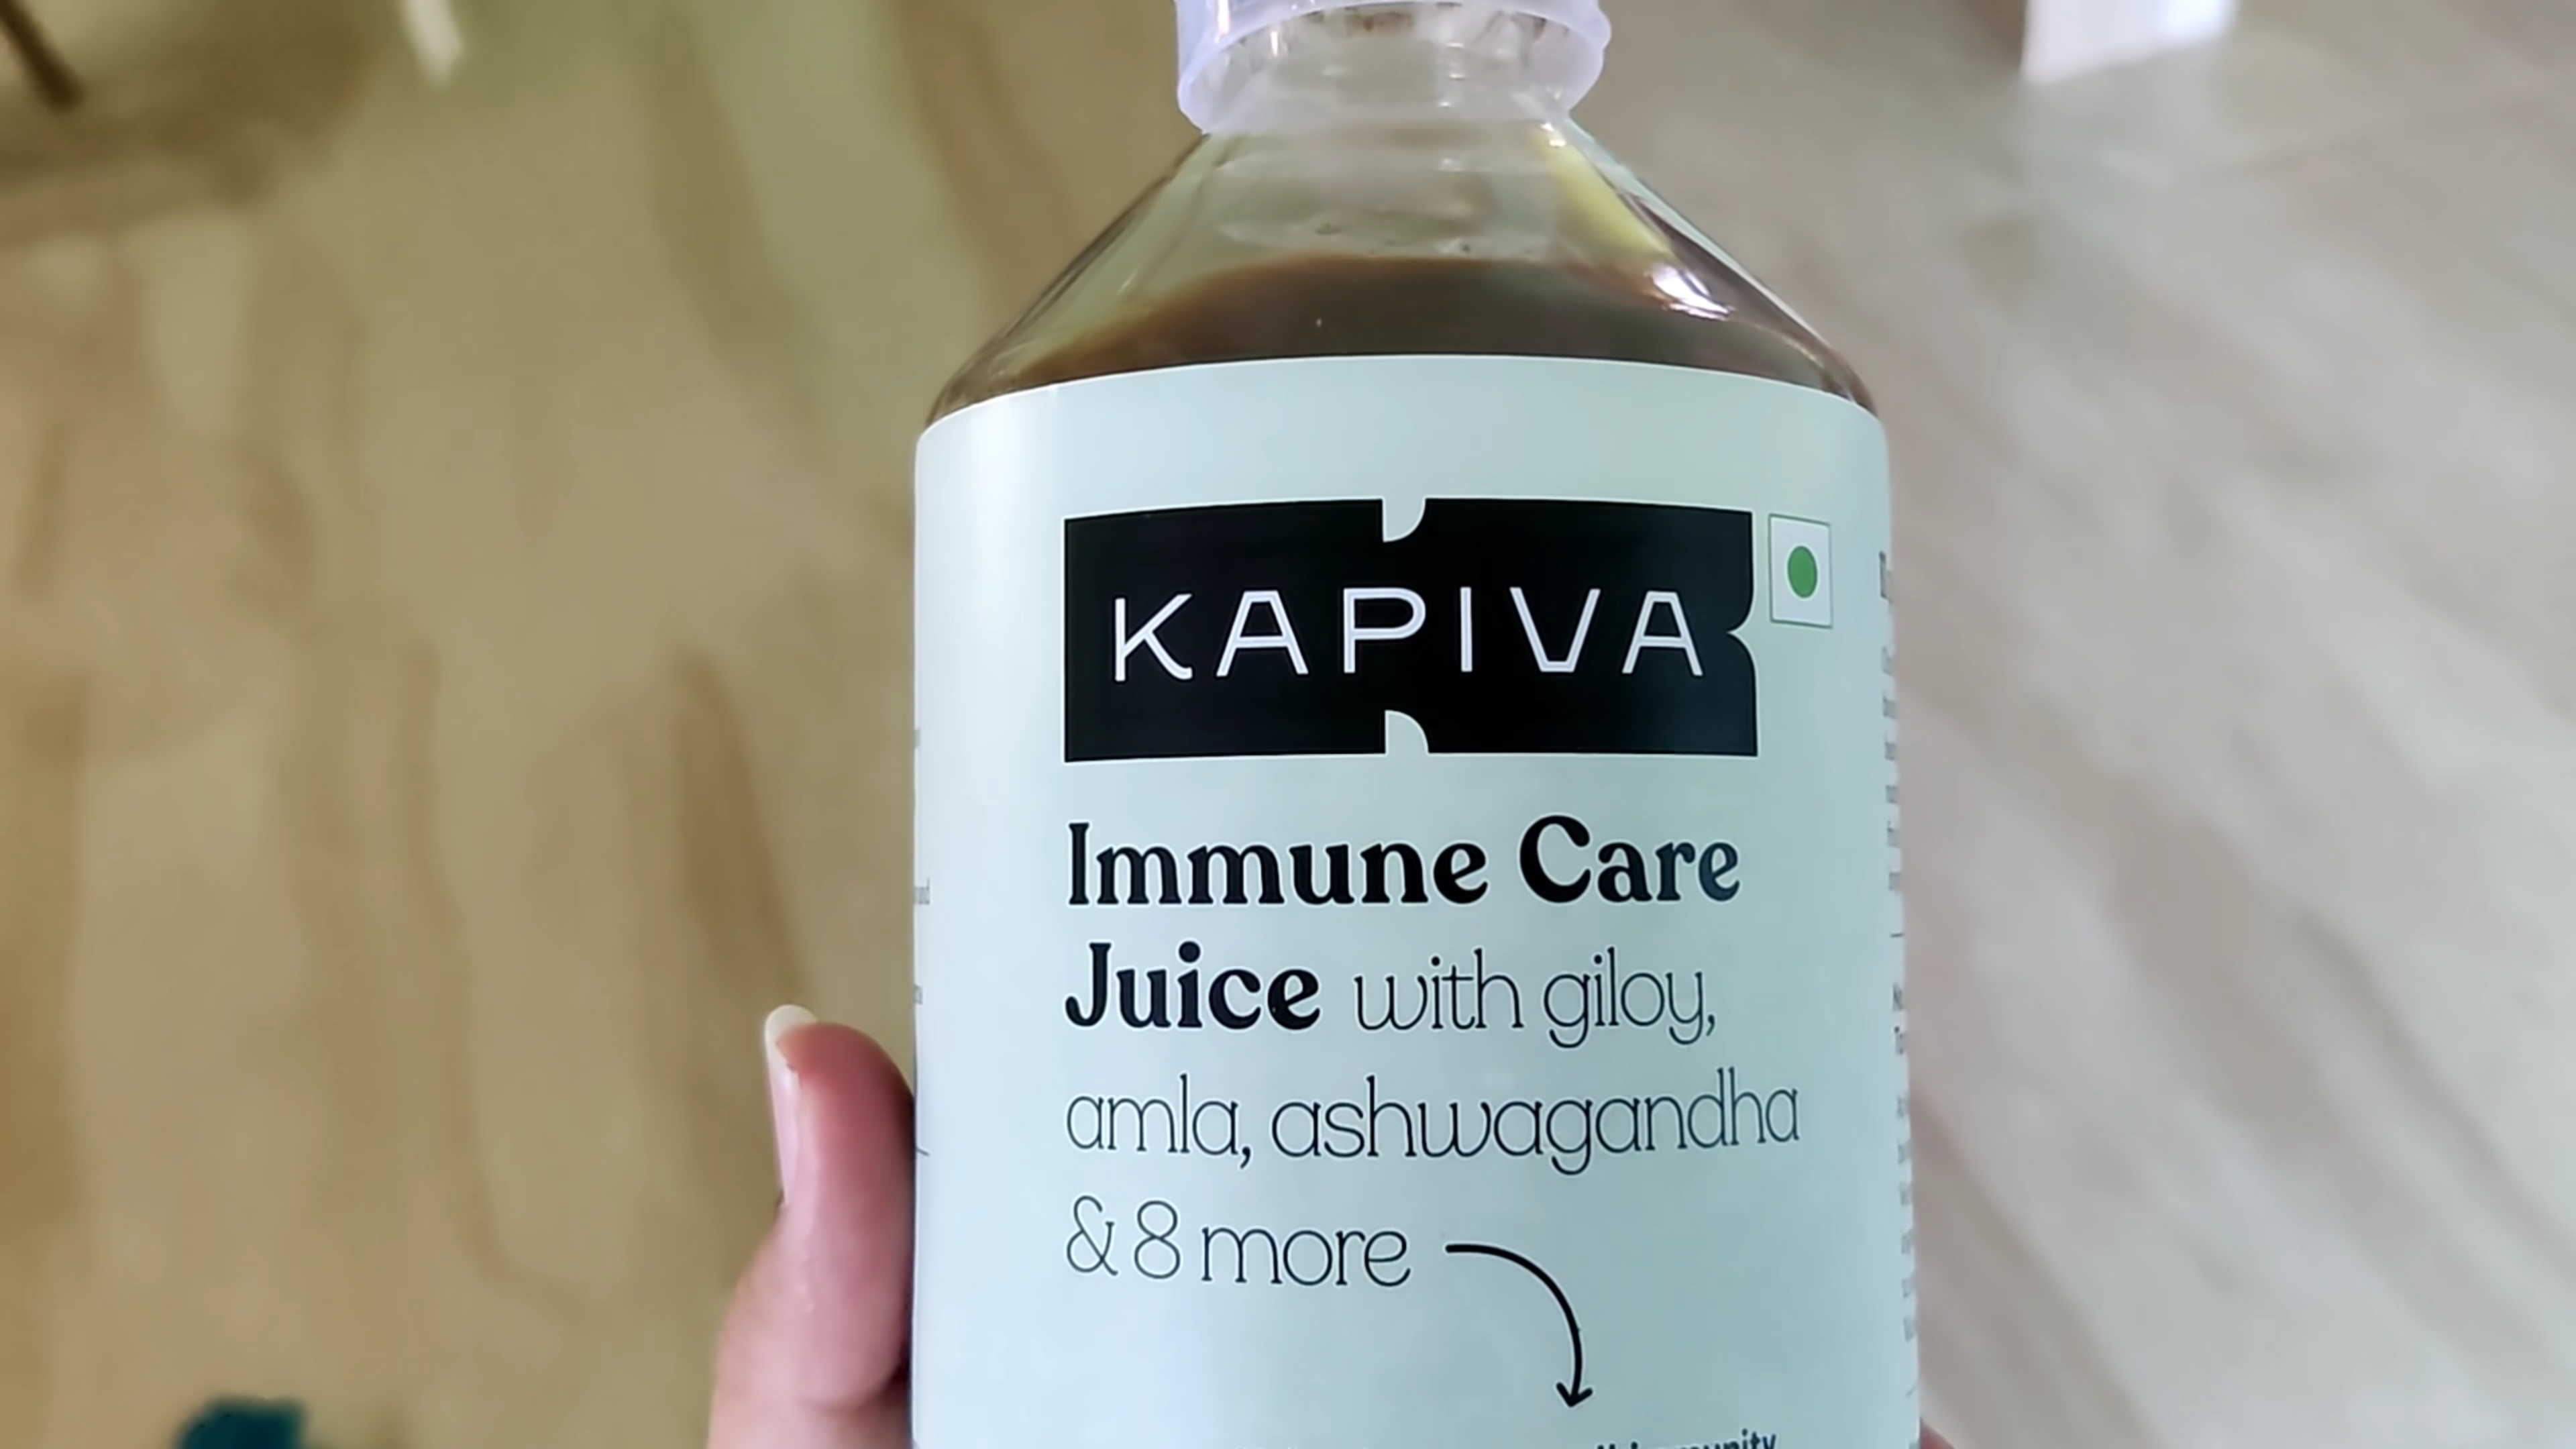 KAPIVA
Immune Care
Juice with giloy,
amla, ashwagandha
& 8 more